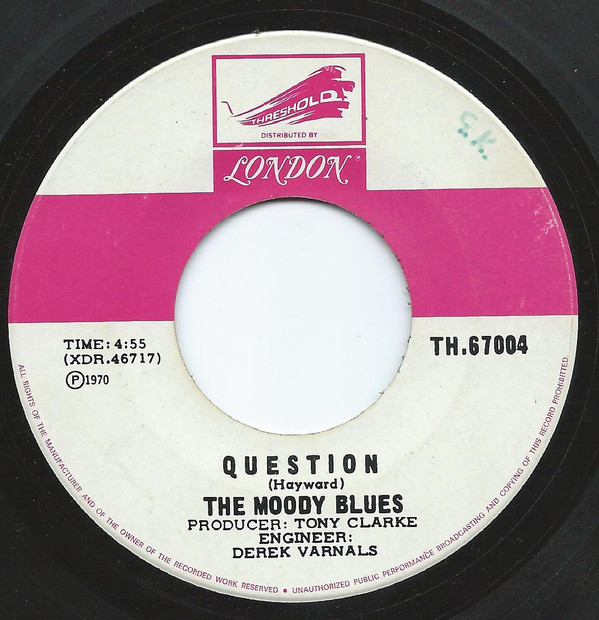 THRESHOLD
DISTRIBUTED BY
LONDON
S.K.
TIME: 4:55
(XDR.46717)
Ⓟ1970
TH.67004
QUESTION
(Hayward)
THE MOODY BLUES
PRODUCER: TONY CLARKE
ENGINEER:
DEREK VARNALS
ALL RIGHTS OF THE MANUFACTURER AND OF THE OWNER OF THE RECORDED WORK RESERVED • UNAUTHORIZED PUBLIC PERFORMANCE BROADCASTING AND COPYING OF THIS RECORD PROHIBITED